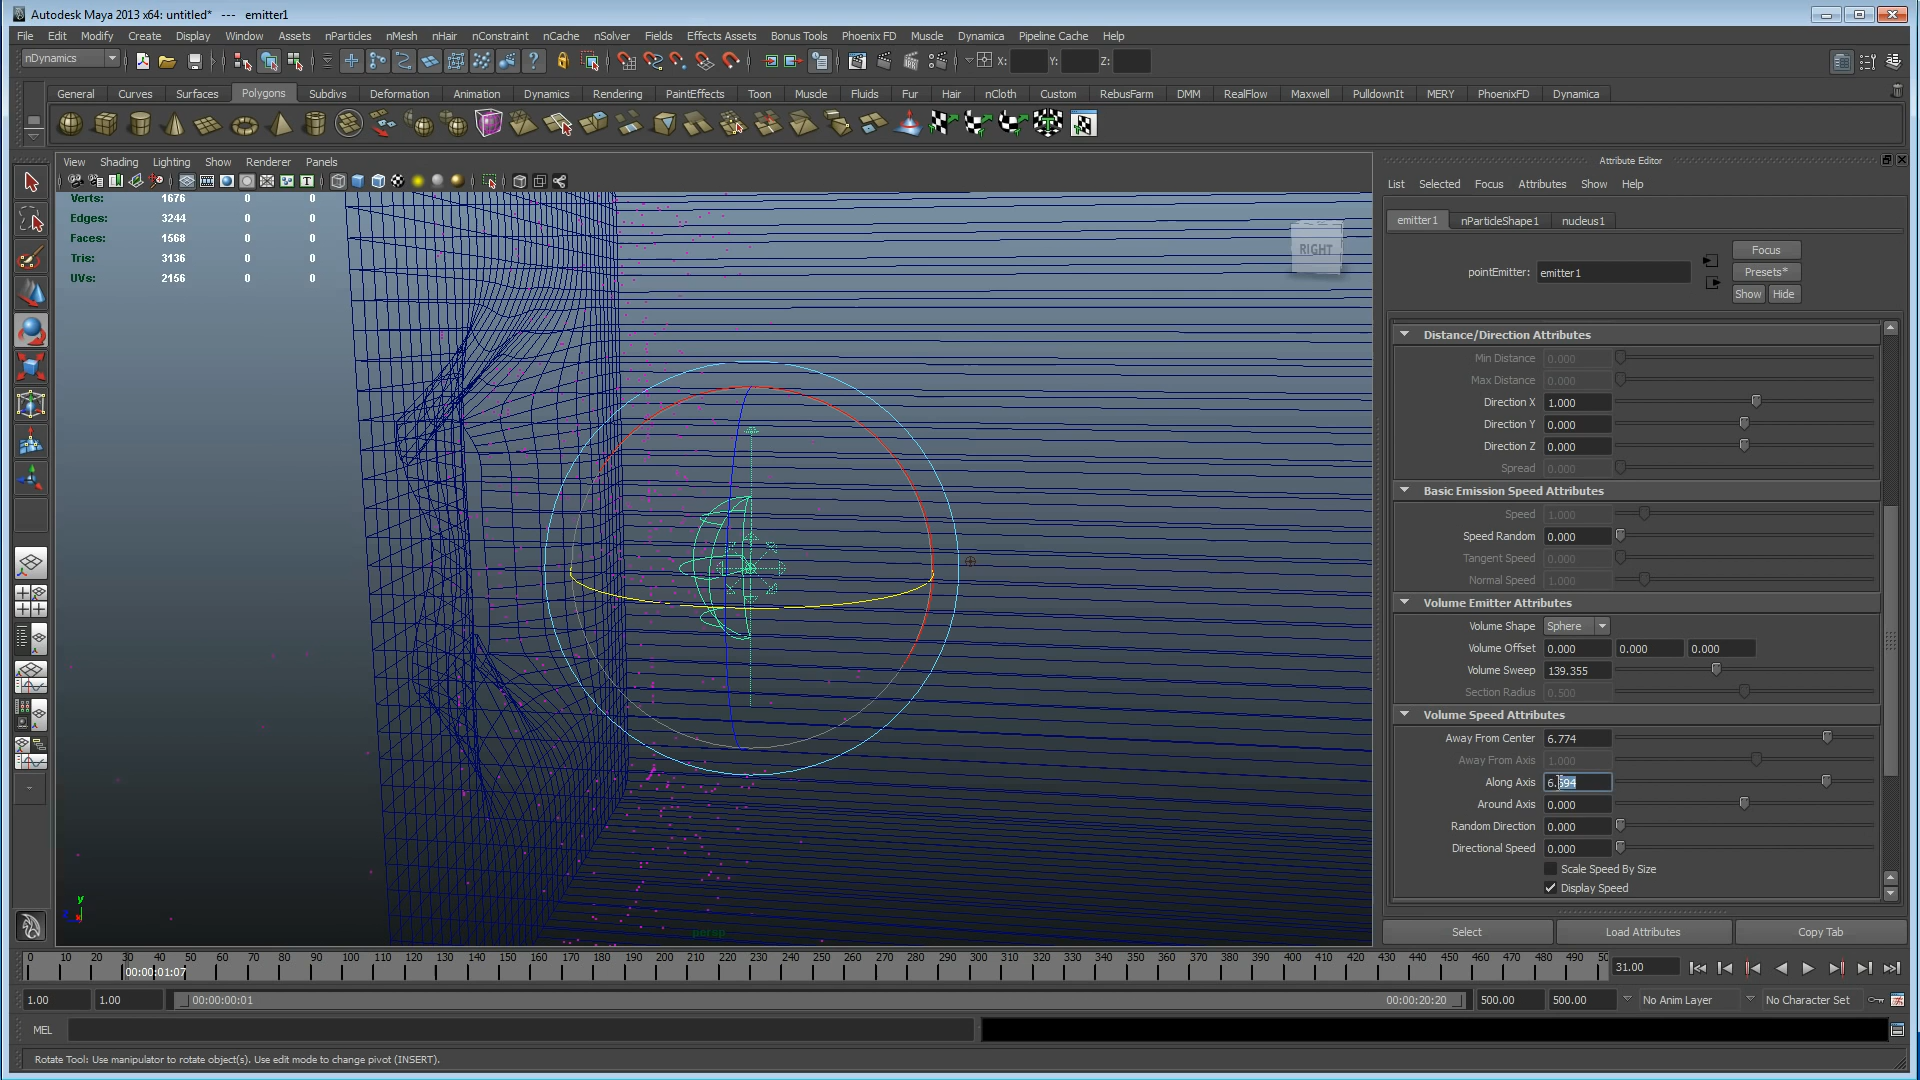 Autodesk Maya 2013 x64: untitled*   ---   emitter1
File Edit Modify Create Display Window Assets nParticles nMesh nHair nConstraint nCache nSolver Fields Effects Assets Bonus Tools Phoenix FD Muscle Dynamica Pipeline Cache Help
nDynamics X: Y: Z:
General Curves Surfaces Polygons Subdivs Deformation Animation Dynamics Rendering PaintEffects Toon Muscle Fluids Fur Hair nCloth Custom RebusFarm DMM RealFlow Maxwell PulldownIt MERY PhoenixFD Dynamica
View Shading Lighting Show Renderer Panels
Verts: 1676 0 0
Edges: 3244 0 0
Faces: 1568 0 0
Tris: 3136 0 0
UVs: 2156 0 0
RIGHT
y
x
persp
Attribute Editor
List Selected Focus Attributes Show Help
emitter1 nParticleShape1 nucleus1
Focus
pointEmitter: emitter1 Presets*
Show Hide
Distance/Direction Attributes
Min Distance 0.000
Max Distance 0.000
Direction X 1.000
Direction Y 0.000
Direction Z 0.000
Spread 0.000
Basic Emission Speed Attributes
Speed 1.000
Speed Random 0.000
Tangent Speed 0.000
Normal Speed 1.000
Volume Emitter Attributes
Volume Shape Sphere
Volume Offset 0.000 0.000 0.000
Volume Sweep 139.355
Section Radius 0.500
Volume Speed Attributes
Away From Center 6.774
Away From Axis 1.000
Along Axis 6.694
Around Axis 0.000
Random Direction 0.000
Directional Speed 0.000
Scale Speed By Size
Display Speed
Select Load Attributes Copy Tab
0 10 20 30 40 50 60 70 80 90 100 110 120 130 140 150 160 170 180 190 200 210 220 230 240 250 260 270 280 290 300 310 320 330 340 350 360 370 380 390 400 410 420 430 440 450 460 470 480 490 50
00:00:01:07 31.00
1.00 1.00 00:00:00:01 00:00:20:20 500.00 500.00 No Anim Layer No Character Set
MEL
Rotate Tool: Use manipulator to rotate object(s). Use edit mode to change pivot (INSERT).